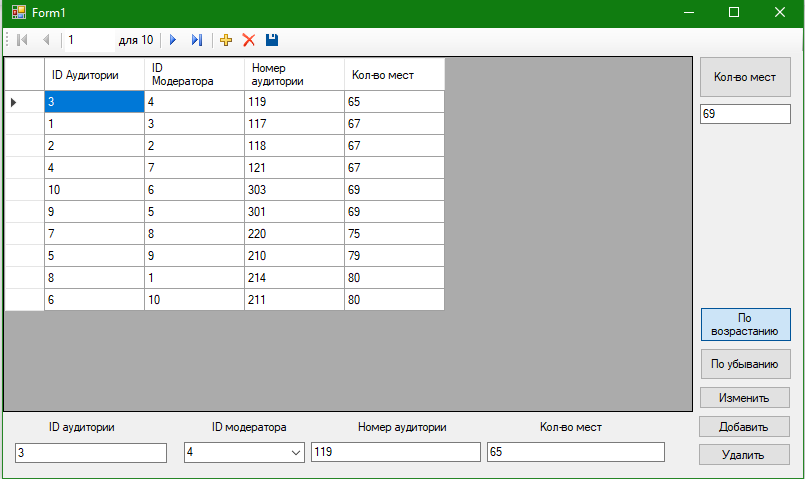 Form1
1 для 10
ID Аудитории ID Модератора Номер аудитории Кол-во мест
3 4 119 65
1 3 117 67
2 2 118 67
4 7 121 67
10 6 303 69
9 5 301 69
7 8 220 75
5 9 210 79
8 1 214 80
6 10 211 80
Кол-во мест
69
По
возрастанию
По убыванию
Изменить
Добавить
Удалить
ID аудитории ID модератора Номер аудитории Кол-во мест
3 4 119 65